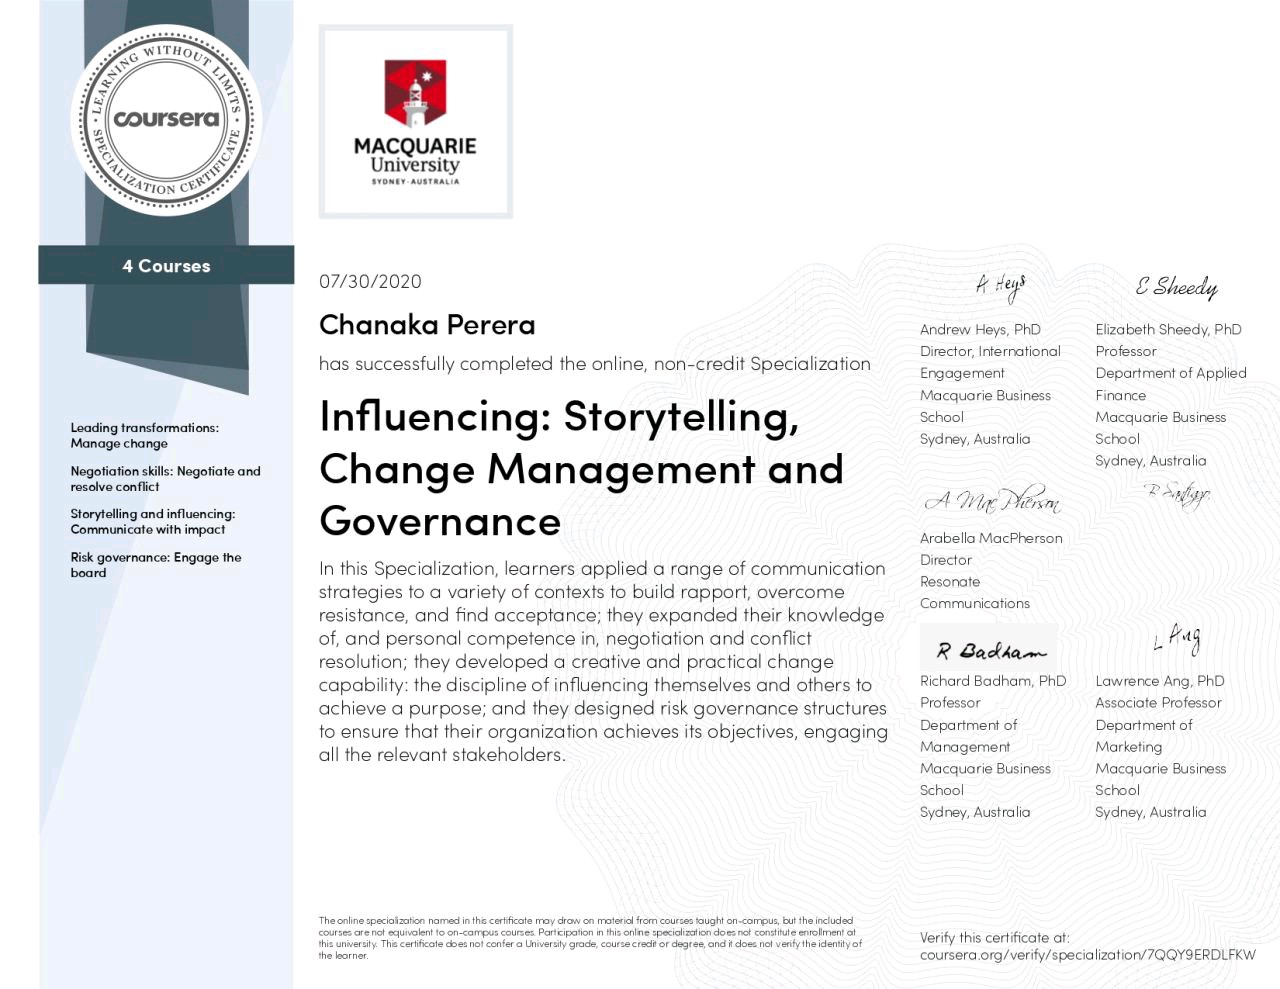 LEARNING WITHOUT LIMITS
coursera
SPECIALIZATION CERTIFICATE
4 Courses
Leading transformations:
Manage change
Negotiation skills: Negotiate and
resolve conflict
Storytelling and influencing:
Communicate with impact
Risk governance: Engage the
board
MACQUARIE
University
SYDNEY·AUSTRALIA
07/30/2020
Chanaka Perera
has successfully completed the online, non-credit Specialization
Influencing: Storytelling,
Change Management and
Governance
In this Specialization, learners applied a range of communication
strategies to a variety of contexts to build rapport, overcome
resistance, and find acceptance; they expanded their knowledge
of, and personal competence in, negotiation and conflict
resolution; they developed a creative and practical change
capability: the discipline of influencing themselves and others to
achieve a purpose; and they designed risk governance structures
to ensure that their organization achieves its objectives, engaging
all the relevant stakeholders.
The online specialization named in this certificate may draw on material from courses taught on-campus, but the included
courses are not equivalent to on-campus courses. Participation in this online specialization does not constitute enrollment at
this university. This certificate does not confer a University grade, course credit or degree, and it does not verify the identity of
the learner.
A Heys
Andrew Heys, PhD
Director, International
Engagement
Macquarie Business
School
Sydney, Australia
E Sheedy
Elizabeth Sheedy, PhD
Professor
Department of Applied
Finance
Macquarie Business
School
Sydney, Australia
A MacPherson
Arabella MacPherson
Director
Resonate
Communications
R Badham
Richard Badham, PhD
Professor
Department of
Management
Macquarie Business
School
Sydney, Australia
L Ang
Lawrence Ang, PhD
Associate Professor
Department of
Marketing
Macquarie Business
School
Sydney, Australia
Verify this certificate at:
coursera.org/verify/specialization/7QQY9ERDLFKW